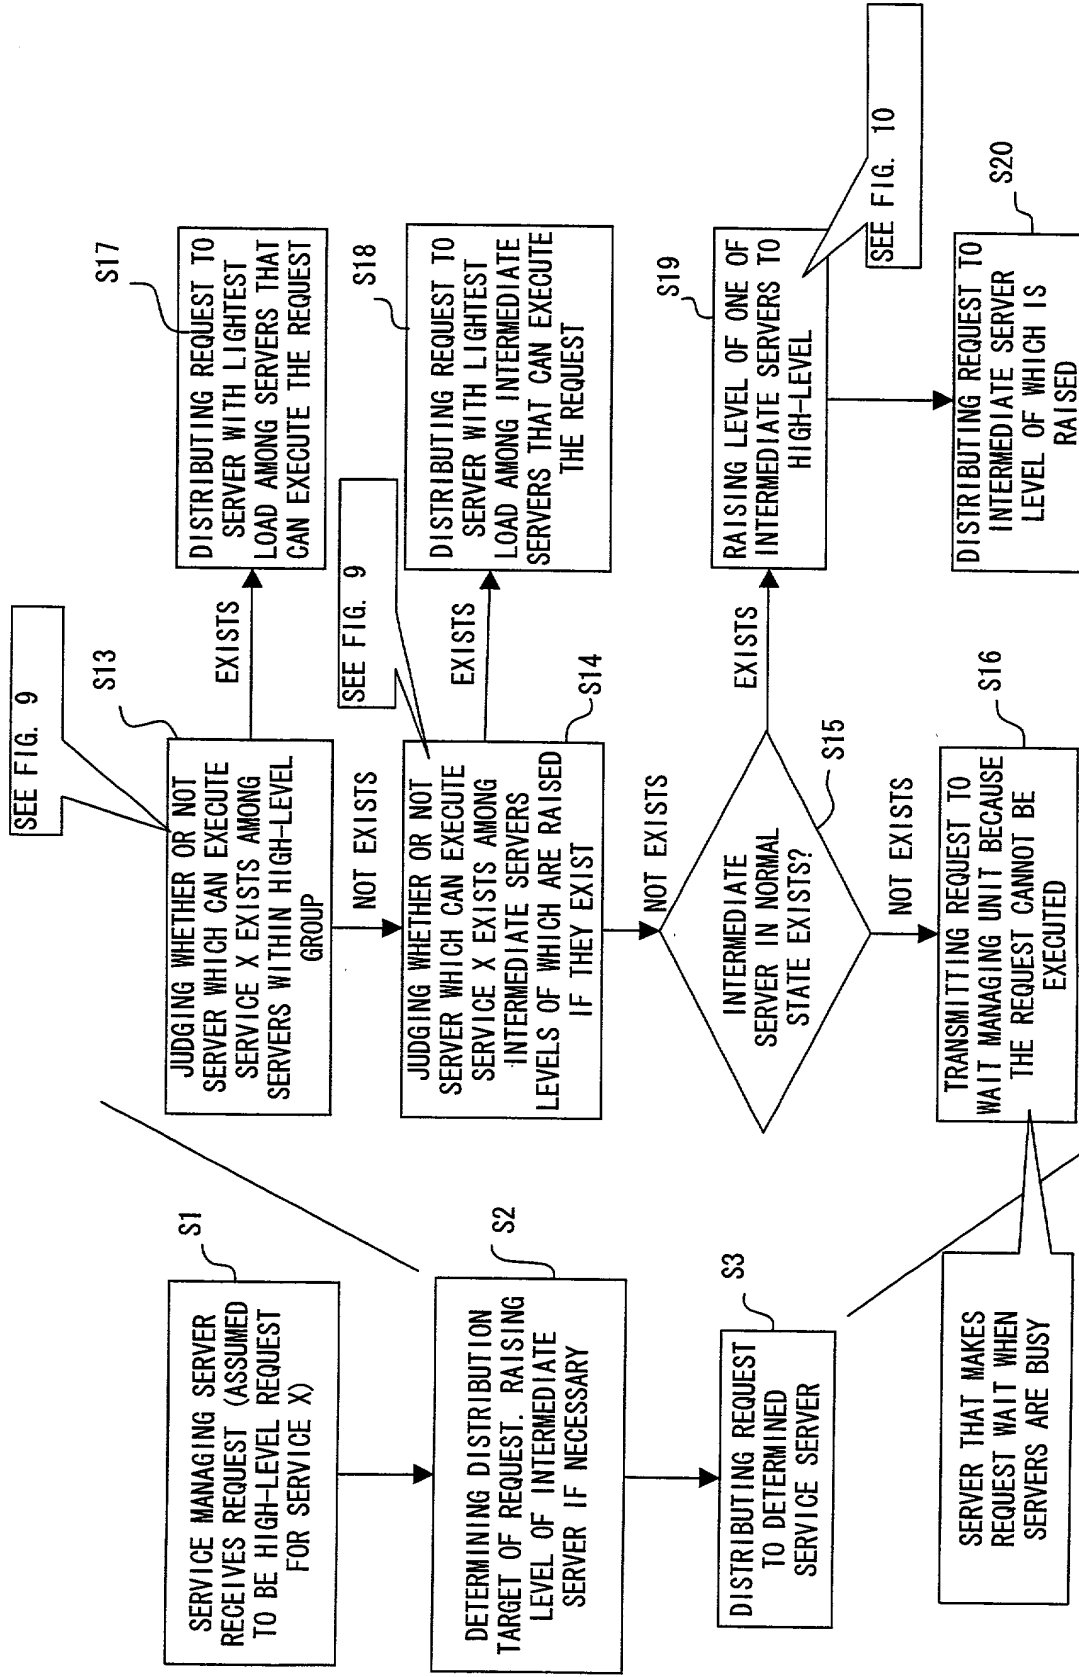 S1
SERVICE MANAGING SERVER
RECEIVES REQUEST (ASSUMED
TO BE HIGH-LEVEL REQUEST
FOR SERVICE X)
S2
DETERMINING DISTRIBUTION
TARGET OF REQUEST. RAISING
LEVEL OF INTERMEDIATE
SERVER IF NECESSARY
S3
DISTRIBUTING REQUEST
TO DETERMINED
SERVICE SERVER
SERVER THAT MAKES
REQUEST WAIT WHEN
SERVERS ARE BUSY
SEE FIG. 9
S13
JUDGING WHETHER OR NOT
SERVER WHICH CAN EXECUTE
SERVICE X EXISTS AMONG
SERVERS WITHIN HIGH-LEVEL
GROUP
EXISTS
NOT EXISTS
S17
DISTRIBUTING REQUEST TO
SERVER WITH LIGHTEST
LOAD AMONG SERVERS THAT
CAN EXECUTE THE REQUEST
SEE FIG. 9
S14
JUDGING WHETHER OR NOT
SERVER WHICH CAN EXECUTE
SERVICE X EXISTS AMONG
INTERMEDIATE SERVERS
LEVELS OF WHICH ARE RAISED
IF THEY EXIST
EXISTS
NOT EXISTS
S18
DISTRIBUTING REQUEST TO
SERVER WITH LIGHTEST
LOAD AMONG INTERMEDIATE
SERVERS THAT CAN EXECUTE
THE REQUEST
S15
INTERMEDIATE
SERVER IN NORMAL
STATE EXISTS?
EXISTS
NOT EXISTS
S19
RAISING LEVEL OF ONE OF
INTERMEDIATE SERVERS TO
HIGH-LEVEL
SEE FIG. 10
S16
TRANSMITTING REQUEST TO
WAIT MANAGING UNIT BECAUSE
THE REQUEST CANNOT BE
EXECUTED
S20
DISTRIBUTING REQUEST TO
INTERMEDIATE SERVER
LEVEL OF WHICH IS
RAISED